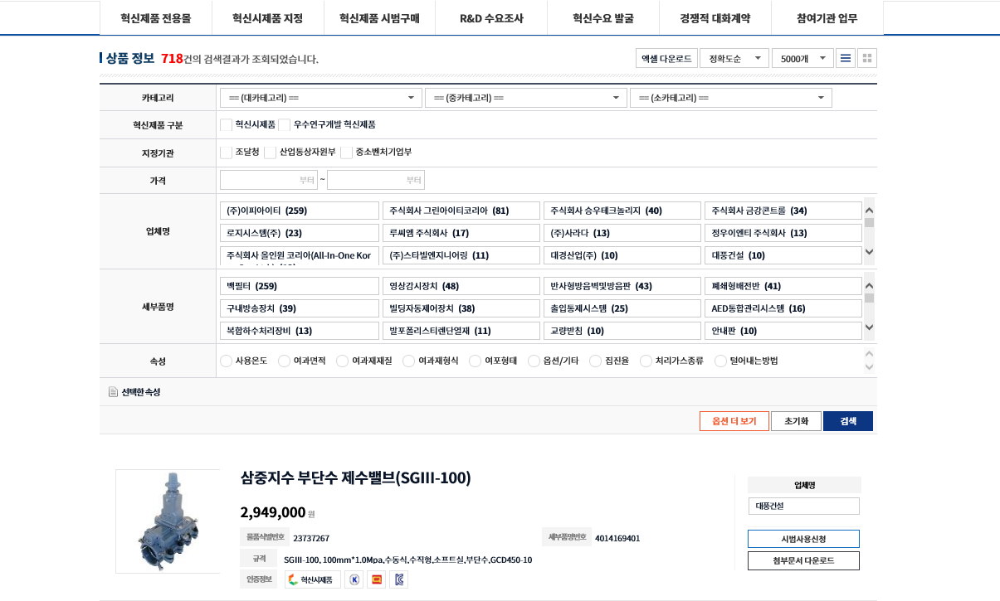 혁신제품 전용몰 혁신시제품 지정 혁신제품 시범구매 R&D 수요조사 혁신수요 발굴 경쟁적 대화계약 참여기관 업무
상품 정보 718건의 검색결과가 조회되었습니다. 엑셀 다운로드 정확도순 5000개
카테고리 == (대카테고리) == == (중카테고리) == == (소카테고리) ==
혁신제품 구분 혁신시제품 우수연구개발 혁신제품
지정기관 조달청 산업통상자원부 중소벤처기업부
가격 부터 ~ 부터
업체명
(주)이피아이티 (259) 주식회사 그린아이티코리아 (81) 주식회사 승우테크놀리지 (40) 주식회사 금강콘트롤 (34)
로지시스템(주) (23) 루씨엠 주식회사 (17) (주)사라다 (13) 정우이엔티 주식회사 (13)
주식회사 올인원 코리아(All-In-One Kor (주)스타빌엔지니어링 (11) 대경산업(주) (10) 대풍건설 (10)
세부품명
백필터 (259) 영상감시장치 (48) 반사형방음벽및방음판 (43) 폐쇄형배전반 (41)
구내방송장치 (39) 빌딩자동제어장치 (38) 출입통제시스템 (25) AED통합관리시스템 (16)
복합하수처리장비 (13) 발포폴리스티렌단열재 (11) 교량받침 (10) 안내판 (10)
속성 사용온도 여과면적 여과재재질 여과재형식 여포형태 옵션/기타 집진율 처리가스종류 털어내는방법
선택한 속성
옵션 더 보기 초기화 검색
삼중지수 부단수 제수밸브(SGIII-100)
2,949,000 원
물품식별번호 23737267 세부품명번호 4014169401
규격 SGIII-100, 100mm*1.0Mpa,수동식,수직형,소프트실,부단수,GCD450-10
인증정보 혁신시제품
업체명
대풍건설
시범사용신청
첨부문서 다운로드